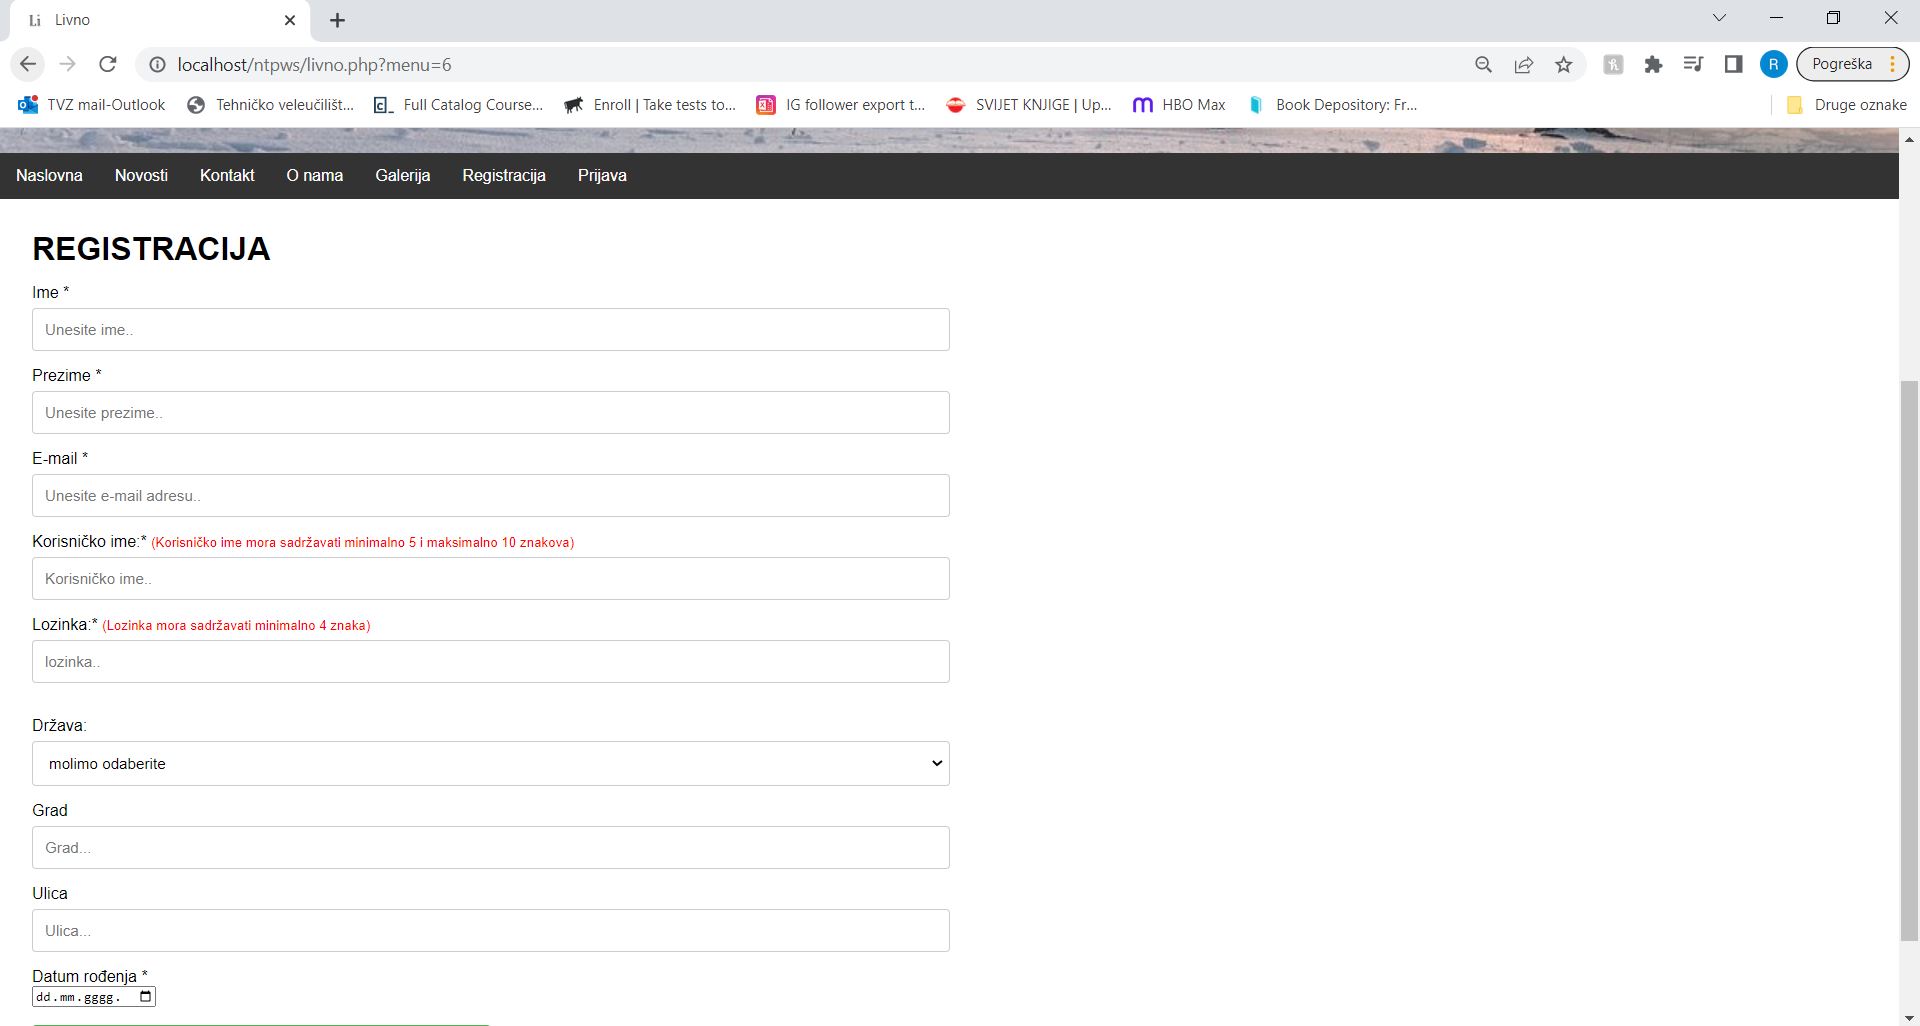 Li Livno
localhost/ntpws/livno.php?menu=6
R Pogreška
TVZ mail-Outlook Tehničko veleučilišt... Full Catalog Course... Enroll | Take tests to... IG follower export t... SVIJET KNJIGE | Up... HBO Max Book Depository: Fr... Druge oznake
Naslovna Novosti Kontakt O nama Galerija Registracija Prijava
REGISTRACIJA
Ime *
Unesite ime..
Prezime *
Unesite prezime..
E-mail *
Unesite e-mail adresu..
Korisničko ime:* (Korisničko ime mora sadržavati minimalno 5 i maksimalno 10 znakova)
Korisničko ime..
Lozinka:* (Lozinka mora sadržavati minimalno 4 znaka)
lozinka..
Država:
molimo odaberite
Grad
Grad...
Ulica
Ulica...
Datum rođenja *
dd.mm.gggg.